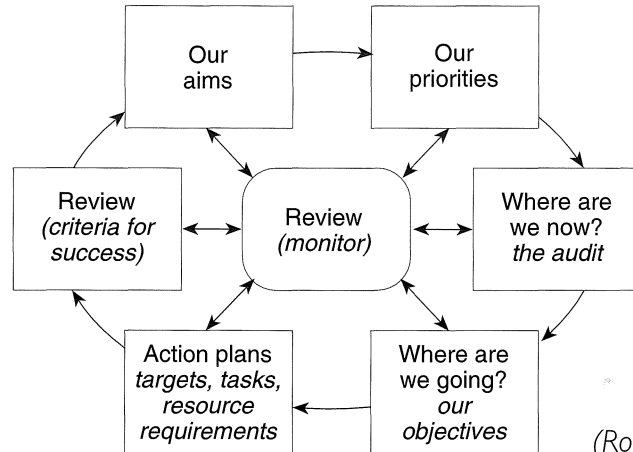 Our
aims
Our
priorities
Review
(criteria for
success)
Review
(monitor)
Where are
we now?
the audit
Action plans
targets, tasks,
resource
requirements
Where are
we going?
our
objectives
(Ro